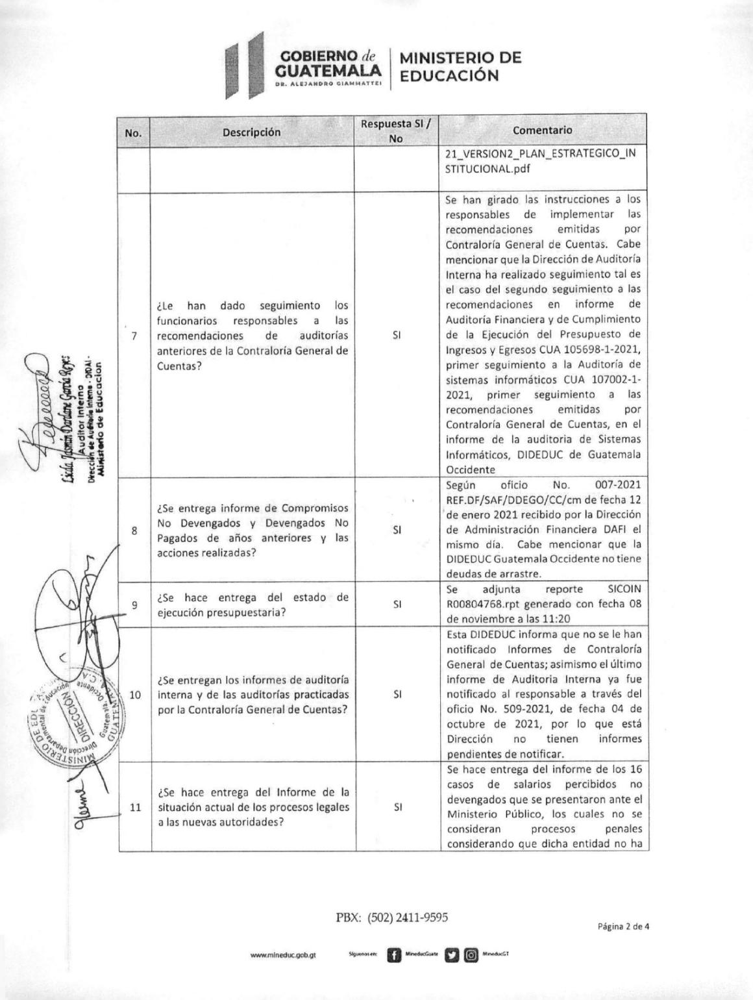 GOBIERNO de
GUATEMALA
DR. ALEJANDRO GIAMMATTEI
MINISTERIO DE
EDUCACIÓN
No.
Descripción
Respuesta SI /
No
Comentario
21_VERSION2_PLAN_ESTRATEGICO_IN
STITUCIONAL.pdf
7
¿Le han dado seguimiento los
funcionarios responsables a las
recomendaciones de auditorías
anteriores de la Contraloría General de
Cuentas?
SI
Se han girado las instrucciones a los
responsables de implementar las
recomendaciones emitidas por
Contraloría General de Cuentas. Cabe
mencionar que la Dirección de Auditoría
Interna ha realizado seguimiento tal es
el caso del segundo seguimiento a las
recomendaciones en informe de
Auditoría Financiera y de Cumplimiento
de la Ejecución del Presupuesto de
Ingresos y Egresos CUA 105698-1-2021,
primer seguimiento a la Auditoría de
sistemas informáticos CUA 107002-1-
2021, primer seguimiento a las
recomendaciones emitidas por
Contraloría General de Cuentas, en el
informe de la auditoria de Sistemas
Informáticos, DIDEDUC de Guatemala
Occidente
8
¿Se entrega informe de Compromisos
No Devengados y Devengados No
Pagados de años anteriores y las
acciones realizadas?
SI
Según oficio No. 007-2021
REF.DF/SAF/DDEGO/CC/cm de fecha 12
de enero 2021 recibido por la Dirección
de Administración Financiera DAFI el
mismo día. Cabe mencionar que la
DIDEDUC Guatemala Occidente no tiene
deudas de arrastre.
9
¿Se hace entrega del estado de
ejecución presupuestaria?
SI
Se adjunta reporte SICOIN
R00804768.rpt generado con fecha 08
de noviembre a las 11:20
10
¿Se entregan los informes de auditoría
interna y de las auditorías practicadas
por la Contraloría General de Cuentas?
SI
Esta DIDEDUC informa que no se le han
notificado Informes de Contraloría
General de Cuentas; asimismo el último
informe de Auditoria Interna ya fue
notificado al responsable a través del
oficio No. 509-2021, de fecha 04 de
octubre de 2021, por lo que está
Dirección no tienen informes
pendientes de notificar.
11
¿Se hace entrega del Informe de la
situación actual de los procesos legales
a las nuevas autoridades?
SI
Se hace entrega del informe de los 16
casos de salarios percibidos no
devengados que se presentaron ante el
Ministerio Público, los cuales no se
consideran procesos penales
considerando que dicha entidad no ha
Licda. Jasmin Darlene García Reyes
Auditor Interno
Dirección de Auditoría Interna - DIDAI -
Ministerio de Educacion
MINISTERIO DE
Dirección Departamental de Educación
Guatemala Occidente
DIRECCIÓN
GUATEMALA, C.A.
PBX: (502) 2411-9595
Página 2 de 4
www.mineduc.gob.gt
Síguenos en:
MineducGuate
MineducGT